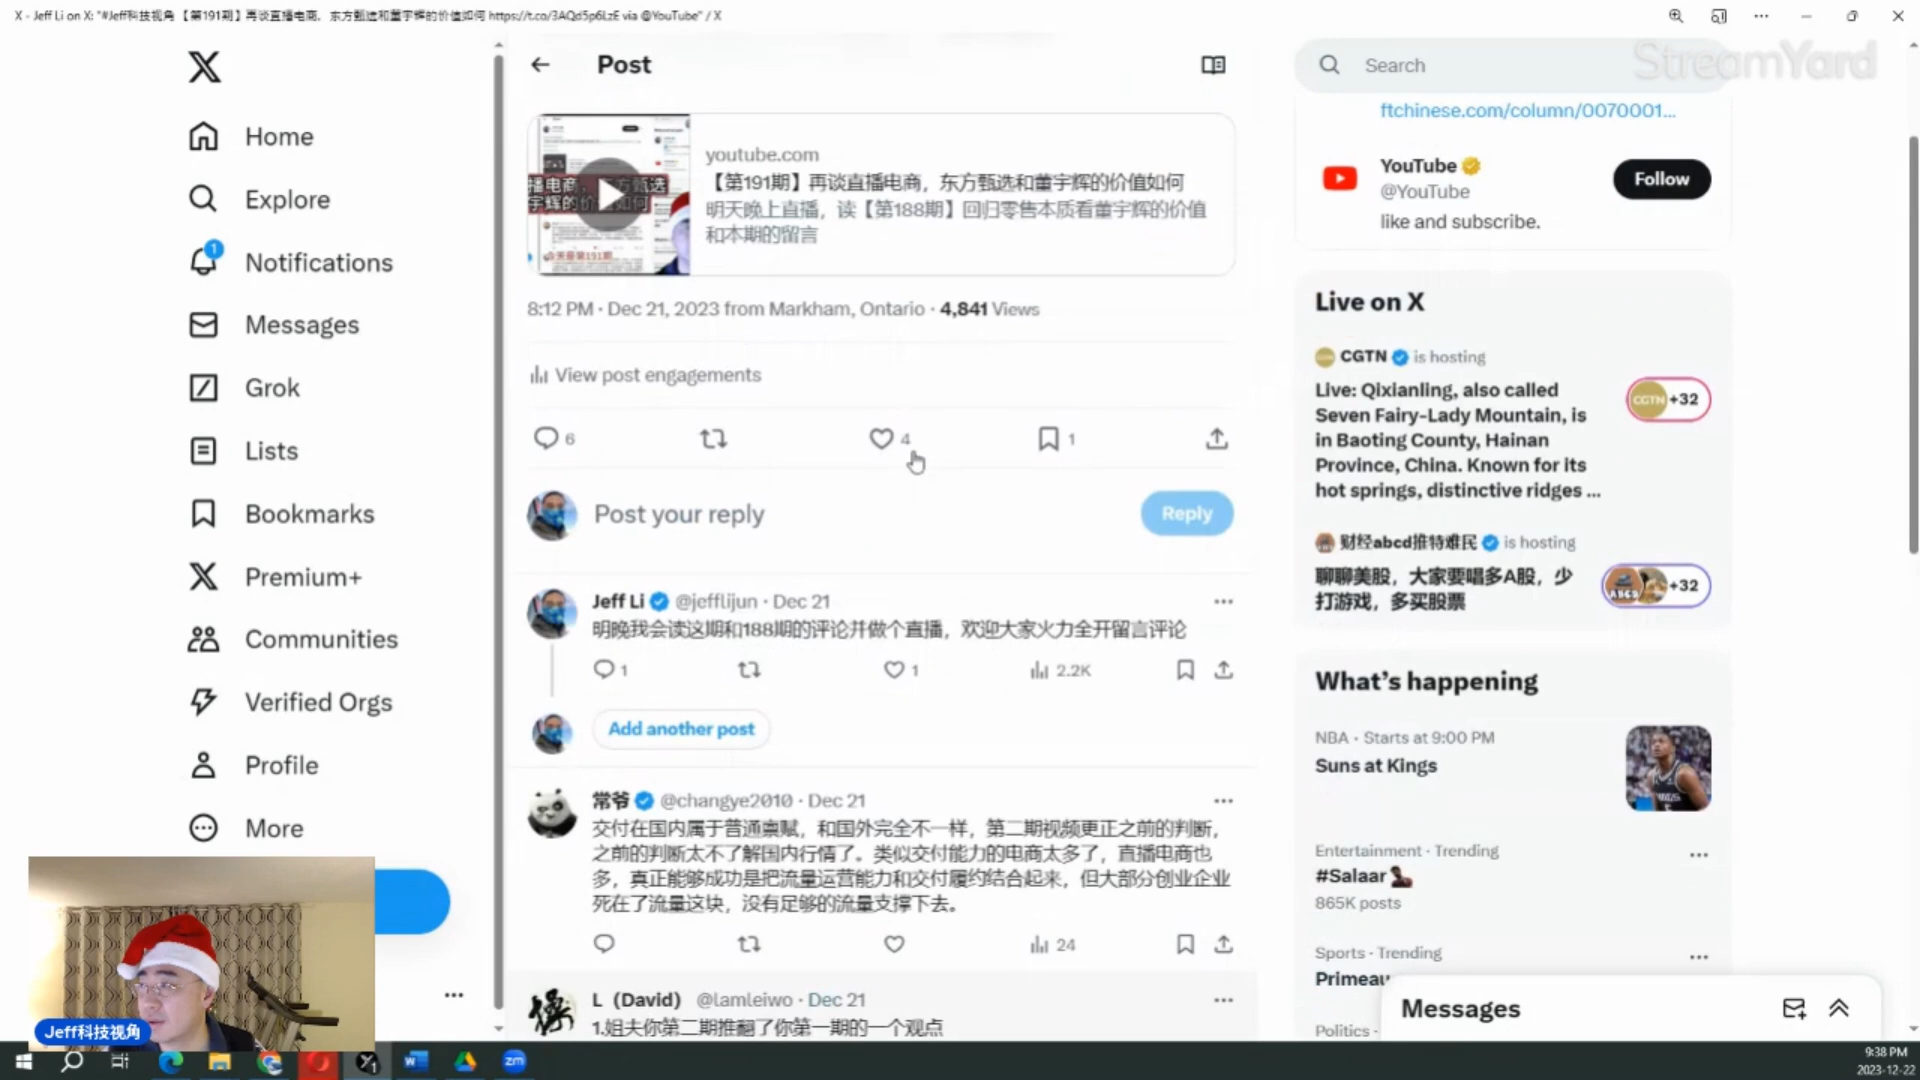 X - Jeff Li on X: "#Jeff科技视角 【第191期】再谈直播电商，东方甄选和董宇辉的价值如何 https://t.co/3AQd5p6LzE via @YouTube" / X
StreamYard
Home
Explore
1
Notifications
Messages
Grok
Lists
Bookmarks
Premium+
Communities
Verified Orgs
Profile
More
Jeff科技视角
Post
youtube.com
【第191期】再谈直播电商，东方甄选和董宇辉的价值如何
明天晚上直播，读【第188期】回归零售本质看董宇辉的价值
和本期的留言
8:12 PM · Dec 21, 2023 from Markham, Ontario · 4,841 Views
View post engagements
6
4
1
Post your reply
Reply
Jeff Li @jefflijun · Dec 21
明晚我会读这期和188期的评论并做个直播，欢迎大家火力全开留言评论
1
1
2.2K
Add another post
常爷 @changye2010 · Dec 21
交付在国内属于普通禀赋，和国外完全不一样，第二期视频更正之前的判断，
之前的判断太不了解国内行情了。类似交付能力的电商太多了，直播电商也
多，真正能够成功是把流量运营能力和交付履约结合起来，但大部分创业企业
死在了流量这块，没有足够的流量支撑下去。
24
L（David） @lamleiwo · Dec 21
1.姐夫你第二期推翻了你第一期的一个观点
Search
ftchinese.com/column/0070001...
YouTube
@YouTube
like and subscribe.
Follow
Live on X
CGTN is hosting
Live: Qixianling, also called
Seven Fairy-Lady Mountain, is
in Baoting County, Hainan
Province, China. Known for its
hot springs, distinctive ridges ...
CGTN +32
财经abcd推特难民 is hosting
聊聊美股，大家要唱多A股，少
打游戏，多买股票
+32
What's happening
NBA · Starts at 9:00 PM
Suns at Kings
Entertainment · Trending
#Salaar
865K posts
Sports · Trending
Primeau
Politics ·
Messages
9:38 PM
2023-12-22